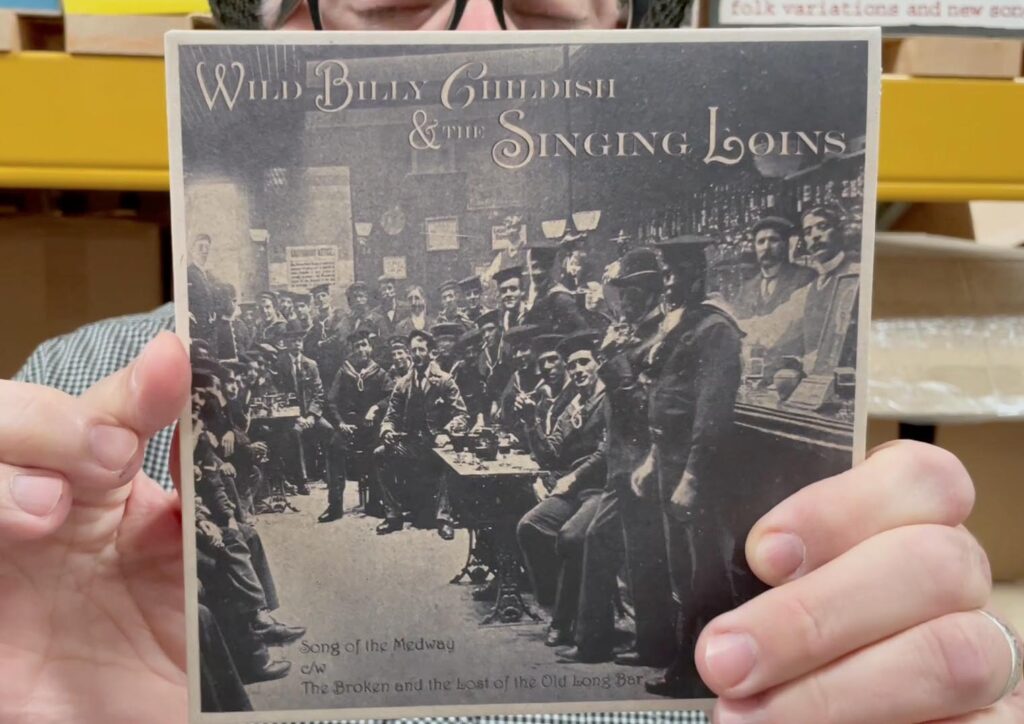 folk variations and new son
WILD BILLY CHILDISH
& THE SINGING LOINS
Song of the Medway
c/w
The Broken and the Lost of the Old Long Bar